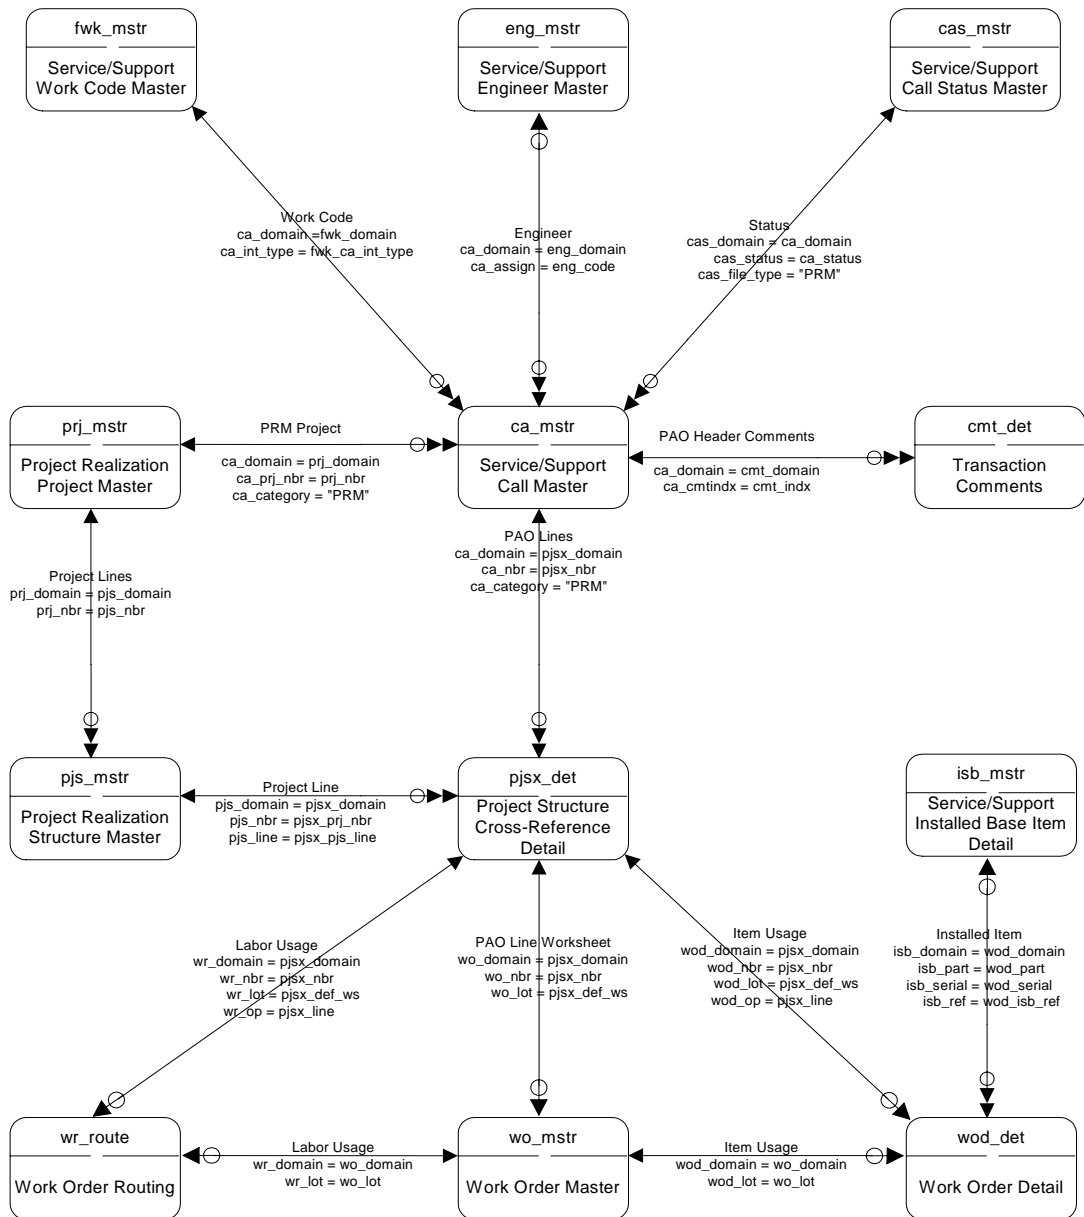 fwk_mstr
Service/Support
Work Code Master
eng_mstr
Service/Support
Engineer Master
cas_mstr
Service/Support
Call Status Master
Work Code
ca_domain =fwk_domain
ca_int_type = fwk_ca_int_type
Engineer
ca_domain = eng_domain
ca_assign = eng_code
Status
cas_domain = ca_domain
cas_status = ca_status
cas_file_type = "PRM"
prj_mstr
Project Realization
Project Master
PRM Project
ca_domain = prj_domain
ca_prj_nbr = prj_nbr
ca_category = "PRM"
ca_mstr
Service/Support
Call Master
PAO Header Comments
ca_domain = cmt_domain
ca_cmtindx = cmt_indx
cmt_det
Transaction
Comments
Project Lines
prj_domain = pjs_domain
prj_nbr = pjs_nbr
PAO Lines
ca_domain = pjsx_domain
ca_nbr = pjsx_nbr
ca_category = "PRM"
pjs_mstr
Project Realization
Structure Master
Project Line
pjs_domain = pjsx_domain
pjs_nbr = pjsx_prj_nbr
pjs_line = pjsx_pjs_line
pjsx_det
Project Structure
Cross-Reference
Detail
isb_mstr
Service/Support
Installed Base Item
Detail
Labor Usage
wr_domain = pjsx_domain
wr_nbr = pjsx_nbr
wr_lot = pjsx_def_ws
wr_op = pjsx_line
PAO Line Worksheet
wo_domain = pjsx_domain
wo_nbr = pjsx_nbr
wo_lot = pjsx_def_ws
Item Usage
wod_domain = pjsx_domain
wod_nbr = pjsx_nbr
wod_lot = pjsx_def_ws
wod_op = pjsx_line
Installed Item
isb_domain = wod_domain
isb_part = wod_part
isb_serial = wod_serial
isb_ref = wod_isb_ref
wr_route
Work Order Routing
Labor Usage
wr_domain = wo_domain
wr_lot = wo_lot
wo_mstr
Work Order Master
Item Usage
wod_domain = wo_domain
wod_lot = wo_lot
wod_det
Work Order Detail